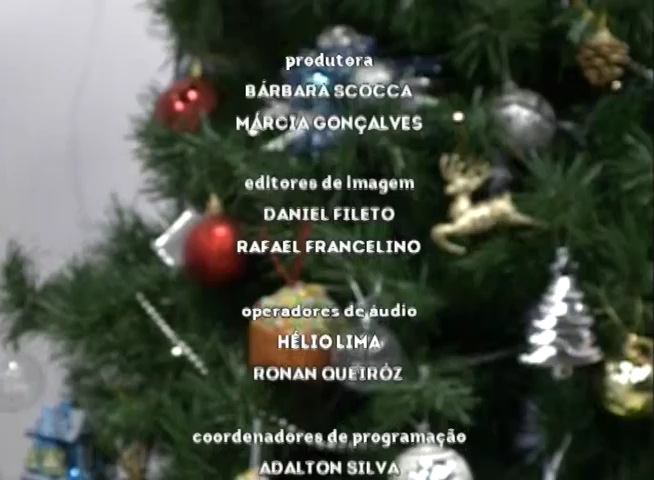 produtora
BÁRBARA SCOCCA
MÁRCIA GONÇALVES
editores de imagem
DANIEL FILETO
RAFAEL FRANCELINO
operadores de áudio
HÉLIO LIMA
RONAN QUEIRÓZ
coordenadores de programação
ADALTON SILVA